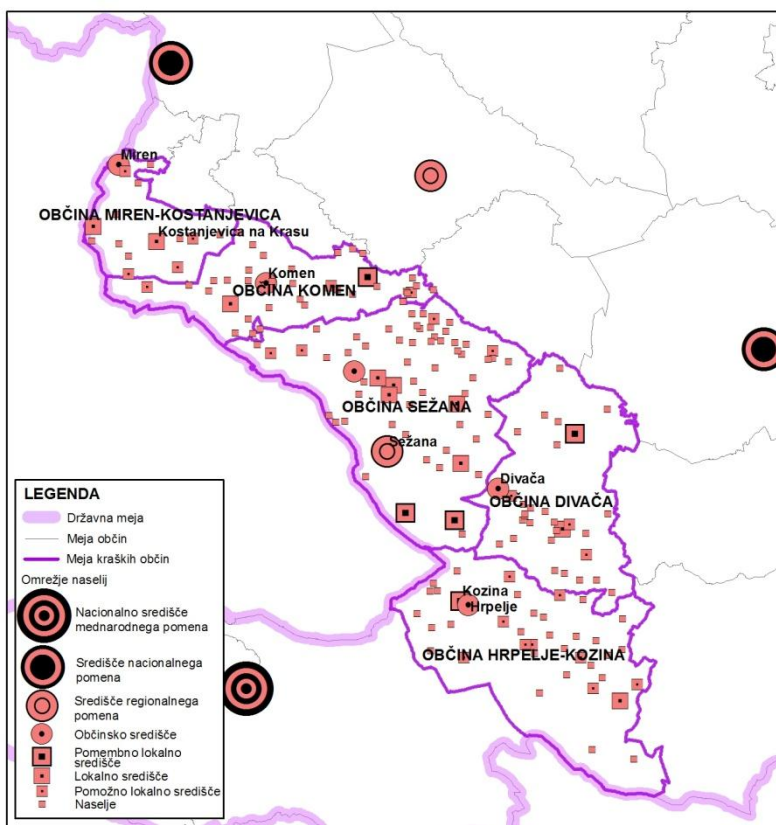 Miren
OBČINA MIREN-KOSTANJEVICA
Kostanjevica na Krasu
Komen
OBČINA KOMEN
OBČINA SEŽANA
Sežana
Divača
OBČINA DIVAČA
Kozina
Hrpelje
OBČINA HRPELJE-KOZINA
LEGENDA
Državna meja
Meja občin
Meja kraških občin
Omrežje naselij
Nacionalno središče
mednarodnega pomena
Središče nacionalnega
pomena
Središče regionalnega
pomena
Občinsko središče
Pomembno lokalno
središče
Lokalno središče
Pomožno lokalno središče
Naselje